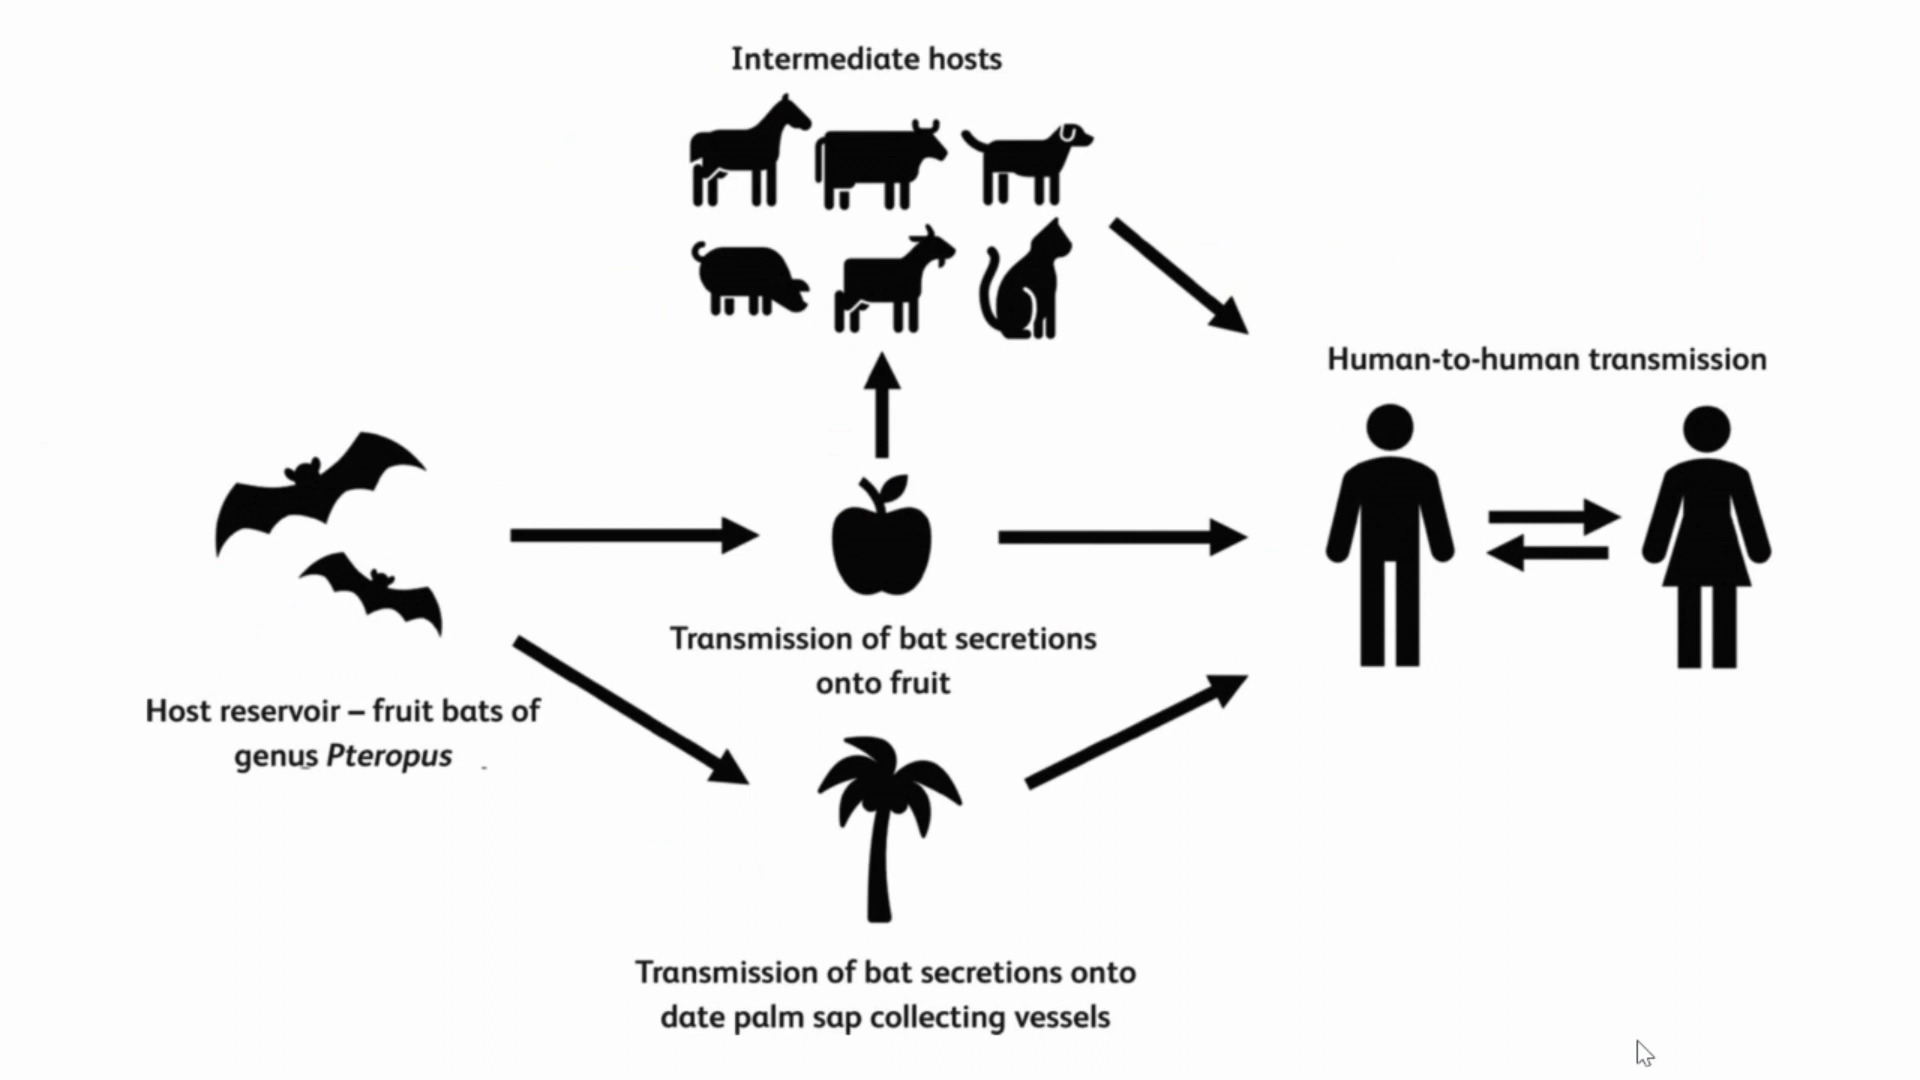 Intermediate hosts
Human-to-human transmission
Transmission of bat secretions
onto fruit
Host reservoir – fruit bats of
genus Pteropus
Transmission of bat secretions onto
date palm sap collecting vessels